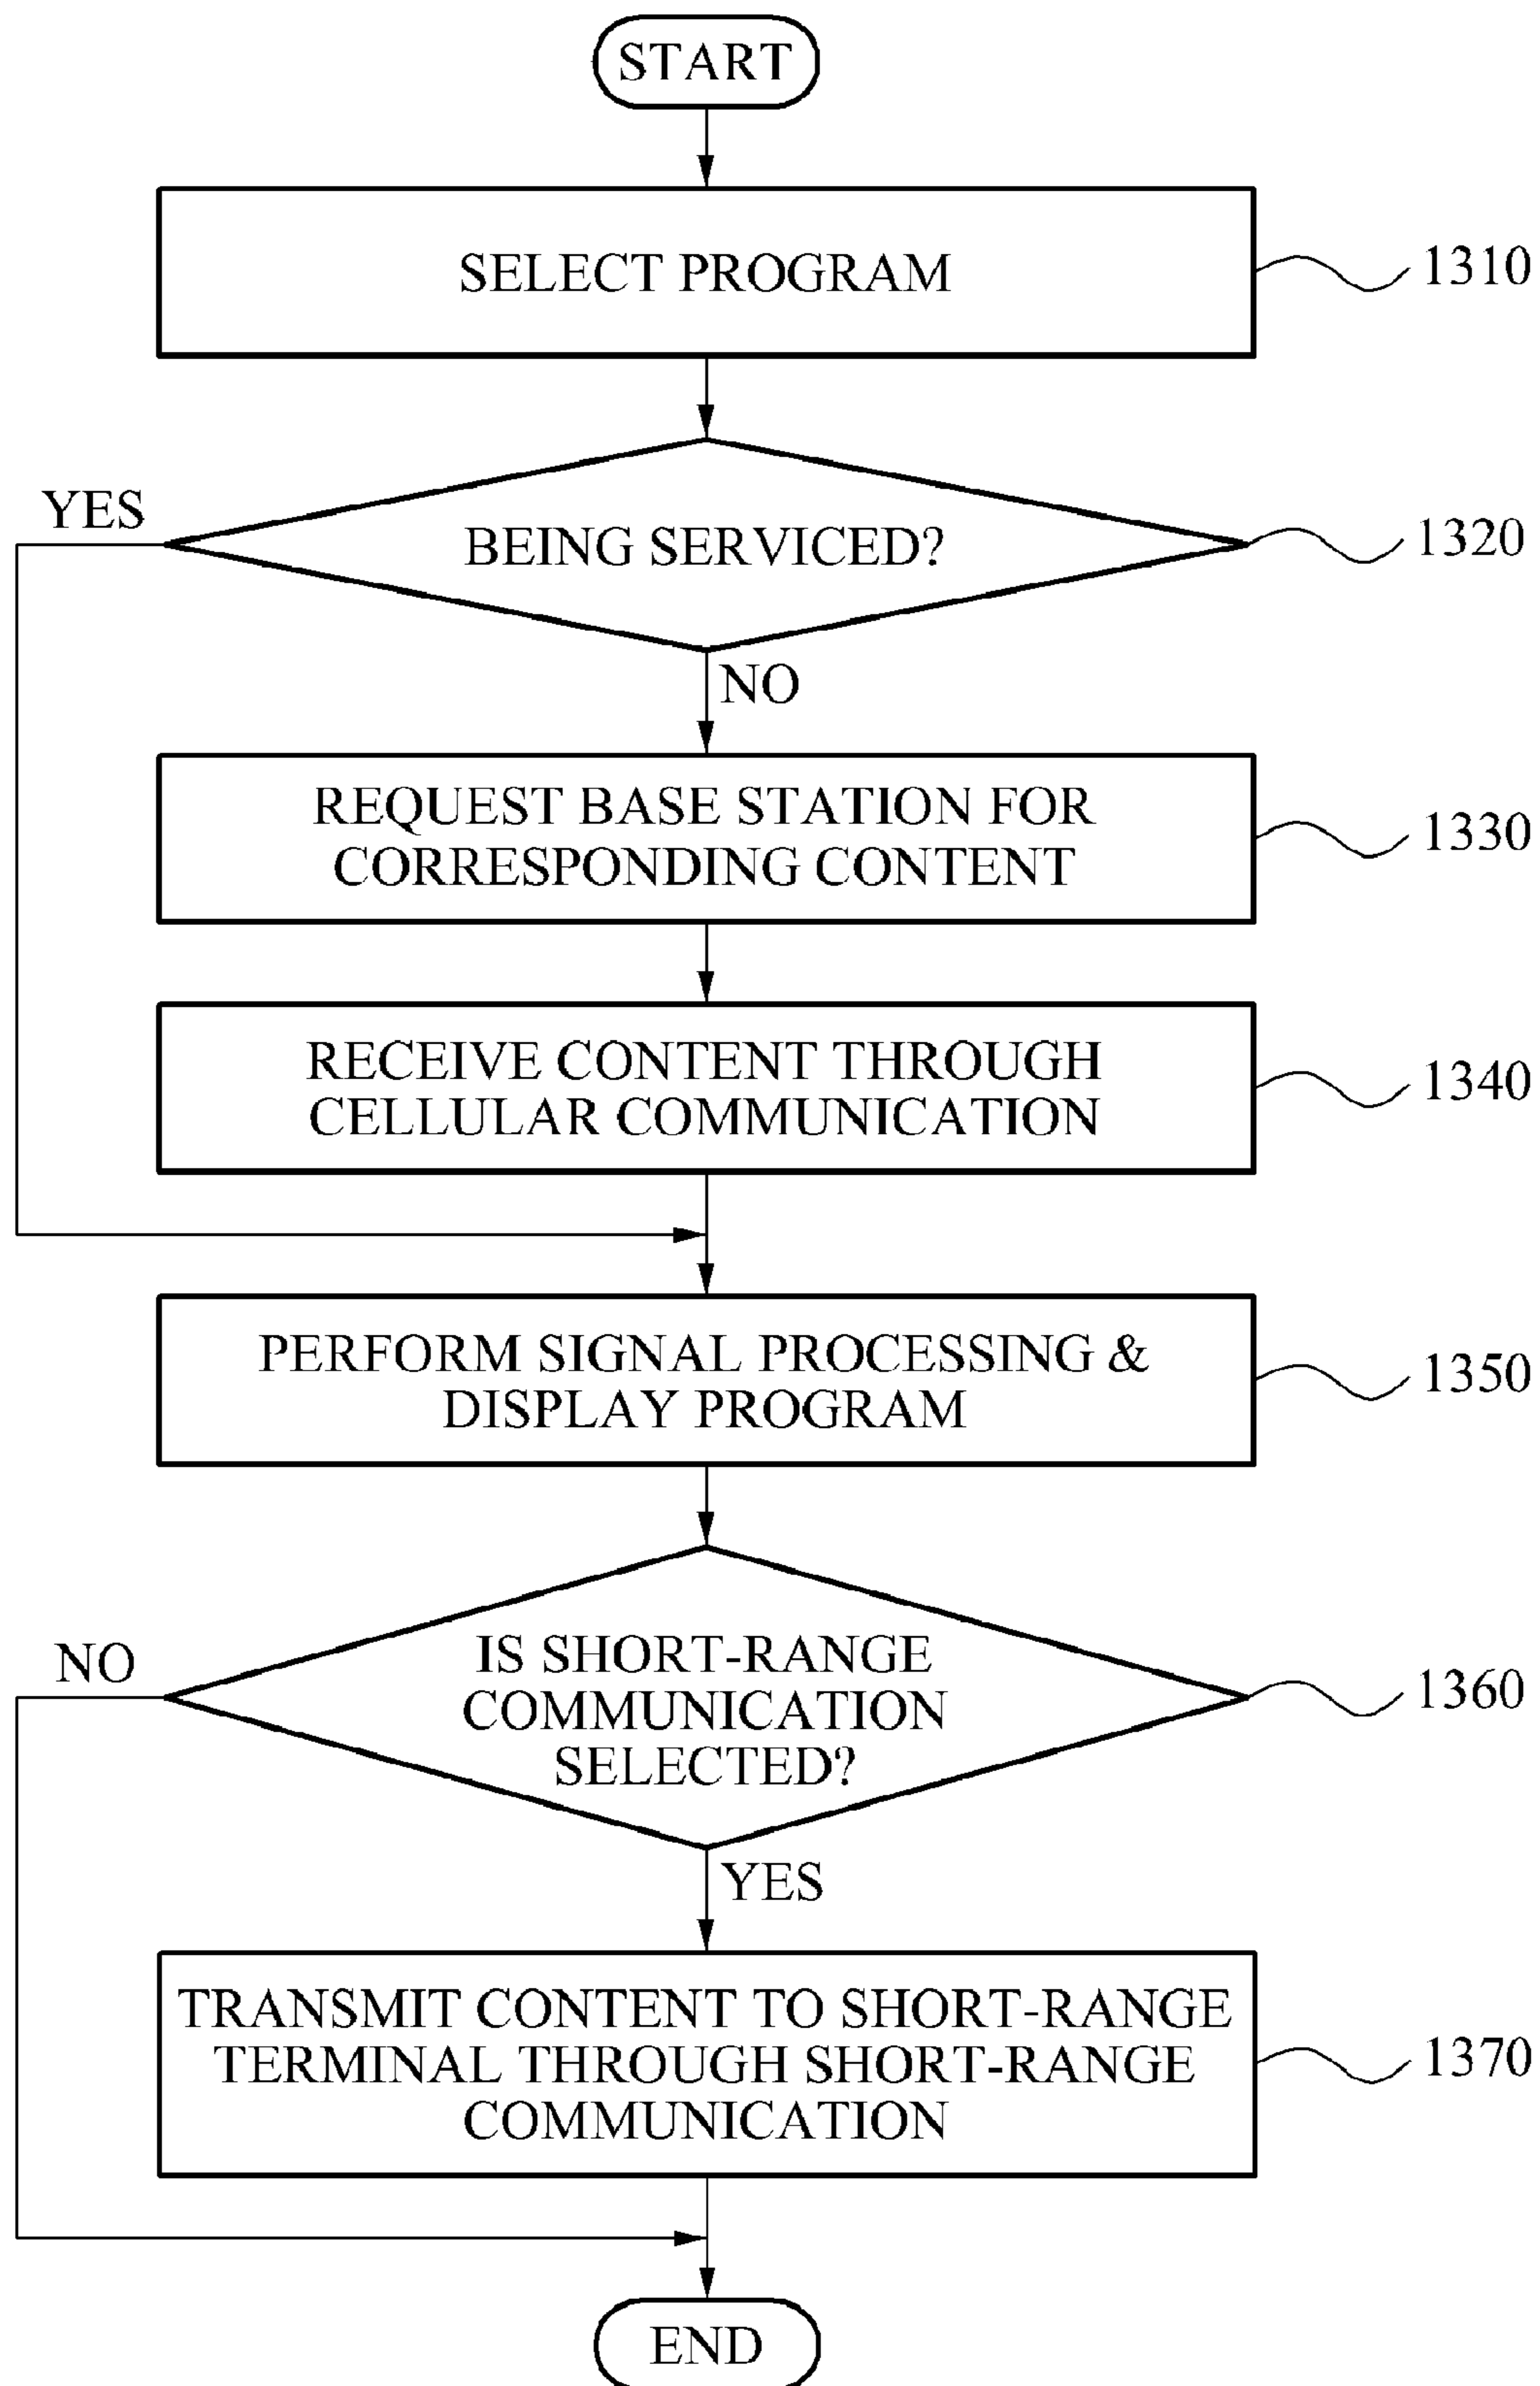 START
SELECT PROGRAM
1310
YES
BEING SERVICED?
1320
NO
REQUEST BASE STATION FOR
CORRESPONDING CONTENT
1330
RECEIVE CONTENT THROUGH
CELLULAR COMMUNICATION
1340
PERFORM SIGNAL PROCESSING &
DISPLAY PROGRAM
1350
NO
IS SHORT-RANGE
COMMUNICATION
SELECTED?
1360
YES
TRANSMIT CONTENT TO SHORT-RANGE
TERMINAL THROUGH SHORT-RANGE
COMMUNICATION
1370
END